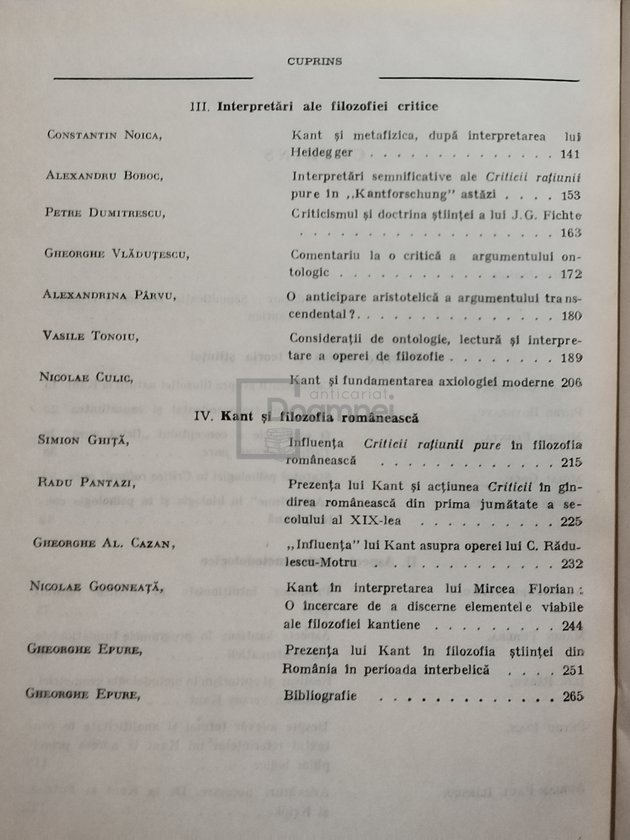 CUPRINS
III. Interpretări ale filozofiei critice
CONSTANTIN NOICA, Kant și metafizica, după interpretarea lui
Heidegger . . . . . . . . . . . . . 141
ALEXANDRU BOBOC, Interpretări semnificative ale Criticii rațiunii
pure în „Kantforschung" astăzi . . . . 153
PETRE DUMITRESCU, Criticismul și doctrina științei a lui J.G. Fichte
. . . . . . . . . . . . . . . . . . 163
GHEORGHE VLĂDUȚESCU, Comentariu la o critică a argumentului on-
tologic . . . . . . . . . . . . . . . 172
ALEXANDRINA PÂRVU, O anticipare aristotelică a argumentului trans-
cendental?. . . . . . . . . . . . . . 180
VASILE TONOIU, Considerații de ontologie, lectură și interpre-
tare a operei de filozofie . . . . . . . 189
NICOLAE CULIC, Kant și fundamentarea axiologiei moderne 206
anticariat
Doamnei
IV. Kant și filozofia românească
SIMION GHIȚĂ, Influența Criticii rațiunii pure în filozofia
românească . . . . . . . . . . . . 215
RADU PANTAZI, Prezența lui Kant și acțiunea Criticii în gîn-
direa românească din prima jumătate a se-
colului al XIX-lea . . . . . . . . . 225
GHEORGHE AL. CAZAN, „Influența" lui Kant asupra operei lui C. Rădu-
lescu-Motru . . . . . . . . . . . . 232
NICOLAE GOGONEAȚĂ, Kant în interpretarea lui Mircea Florian :
O încercare de a discerne elementele viabile
ale filozofiei kantiene . . . . . . . . 244
GHEORGHE EPURE, Prezența lui Kant în filozofia științei din
România în perioada interbelică . . . . 251
GHEORGHE EPURE, Bibliografie . . . . . . . . . . . . 265